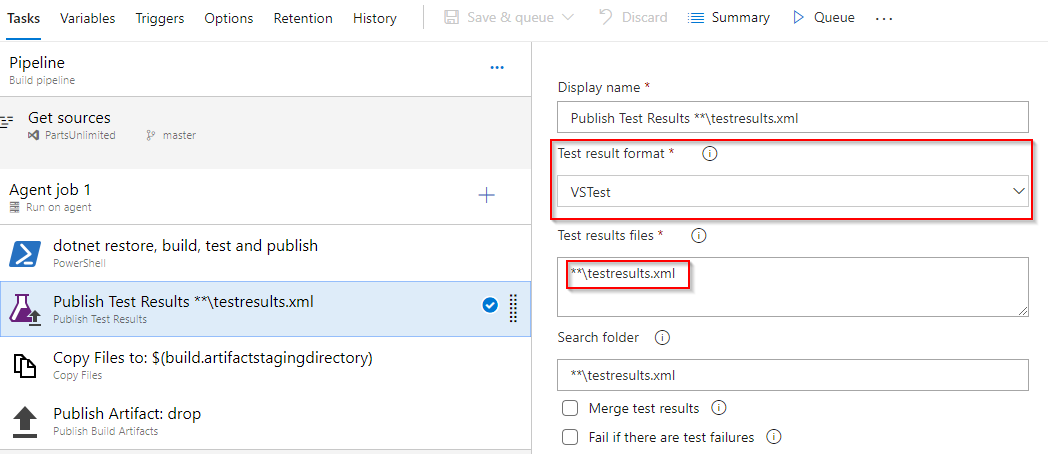 Tasks Variables Triggers Options Retention History Save & queue Discard Summary Queue ...
Pipeline
Build pipeline
...
Get sources
PartsUnlimited master
Agent job 1
Run on agent
dotnet restore, build, test and publish
PowerShell
Publish Test Results **\testresults.xml
Publish Test Results
Copy Files to: $(build.artifactstagingdirectory)
Copy Files
Publish Artifact: drop
Publish Build Artifacts
Display name *
Publish Test Results **\testresults.xml
Test result format *
VSTest
Test results files *
**\testresults.xml
Search folder
**\testresults.xml
Merge test results
Fail if there are test failures